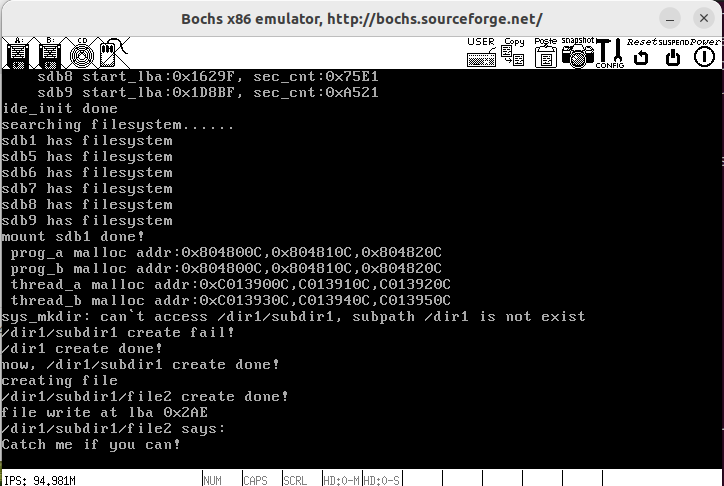 Bochs x86 emulator, http://bochs.sourceforge.net/
A: B: CD USER Copy Paste snapshot CONFIG Reset SUSPEND Power
sdb8 start_lba:0x1629F, sec_cnt:0x75E1
sdb9 start_lba:0x1D8BF, sec_cnt:0xA521
ide_init done
searching filesystem......
sdb1 has filesystem
sdb5 has filesystem
sdb6 has filesystem
sdb7 has filesystem
sdb8 has filesystem
sdb9 has filesystem
mount sdb1 done!
prog_a malloc addr:0x804800C,0x804810C,0x804820C
prog_b malloc addr:0x804800C,0x804810C,0x804820C
thread_a malloc addr:0xC013900C,C013910C,C013920C
thread_b malloc addr:0xC013930C,C013940C,C013950C
sys_mkdir: can`t access /dir1/subdir1, subpath /dir1 is not exist
/dir1/subdir1 create fail!
/dir1 create done!
now, /dir1/subdir1 create done!
creating file
/dir1/subdir1/file2 create done!
file write at lba 0x2AE
/dir1/subdir1/file2 says:
Catch me if you can!
IPS: 94.981M NUM CAPS SCRL HD:0-M HD:0-S